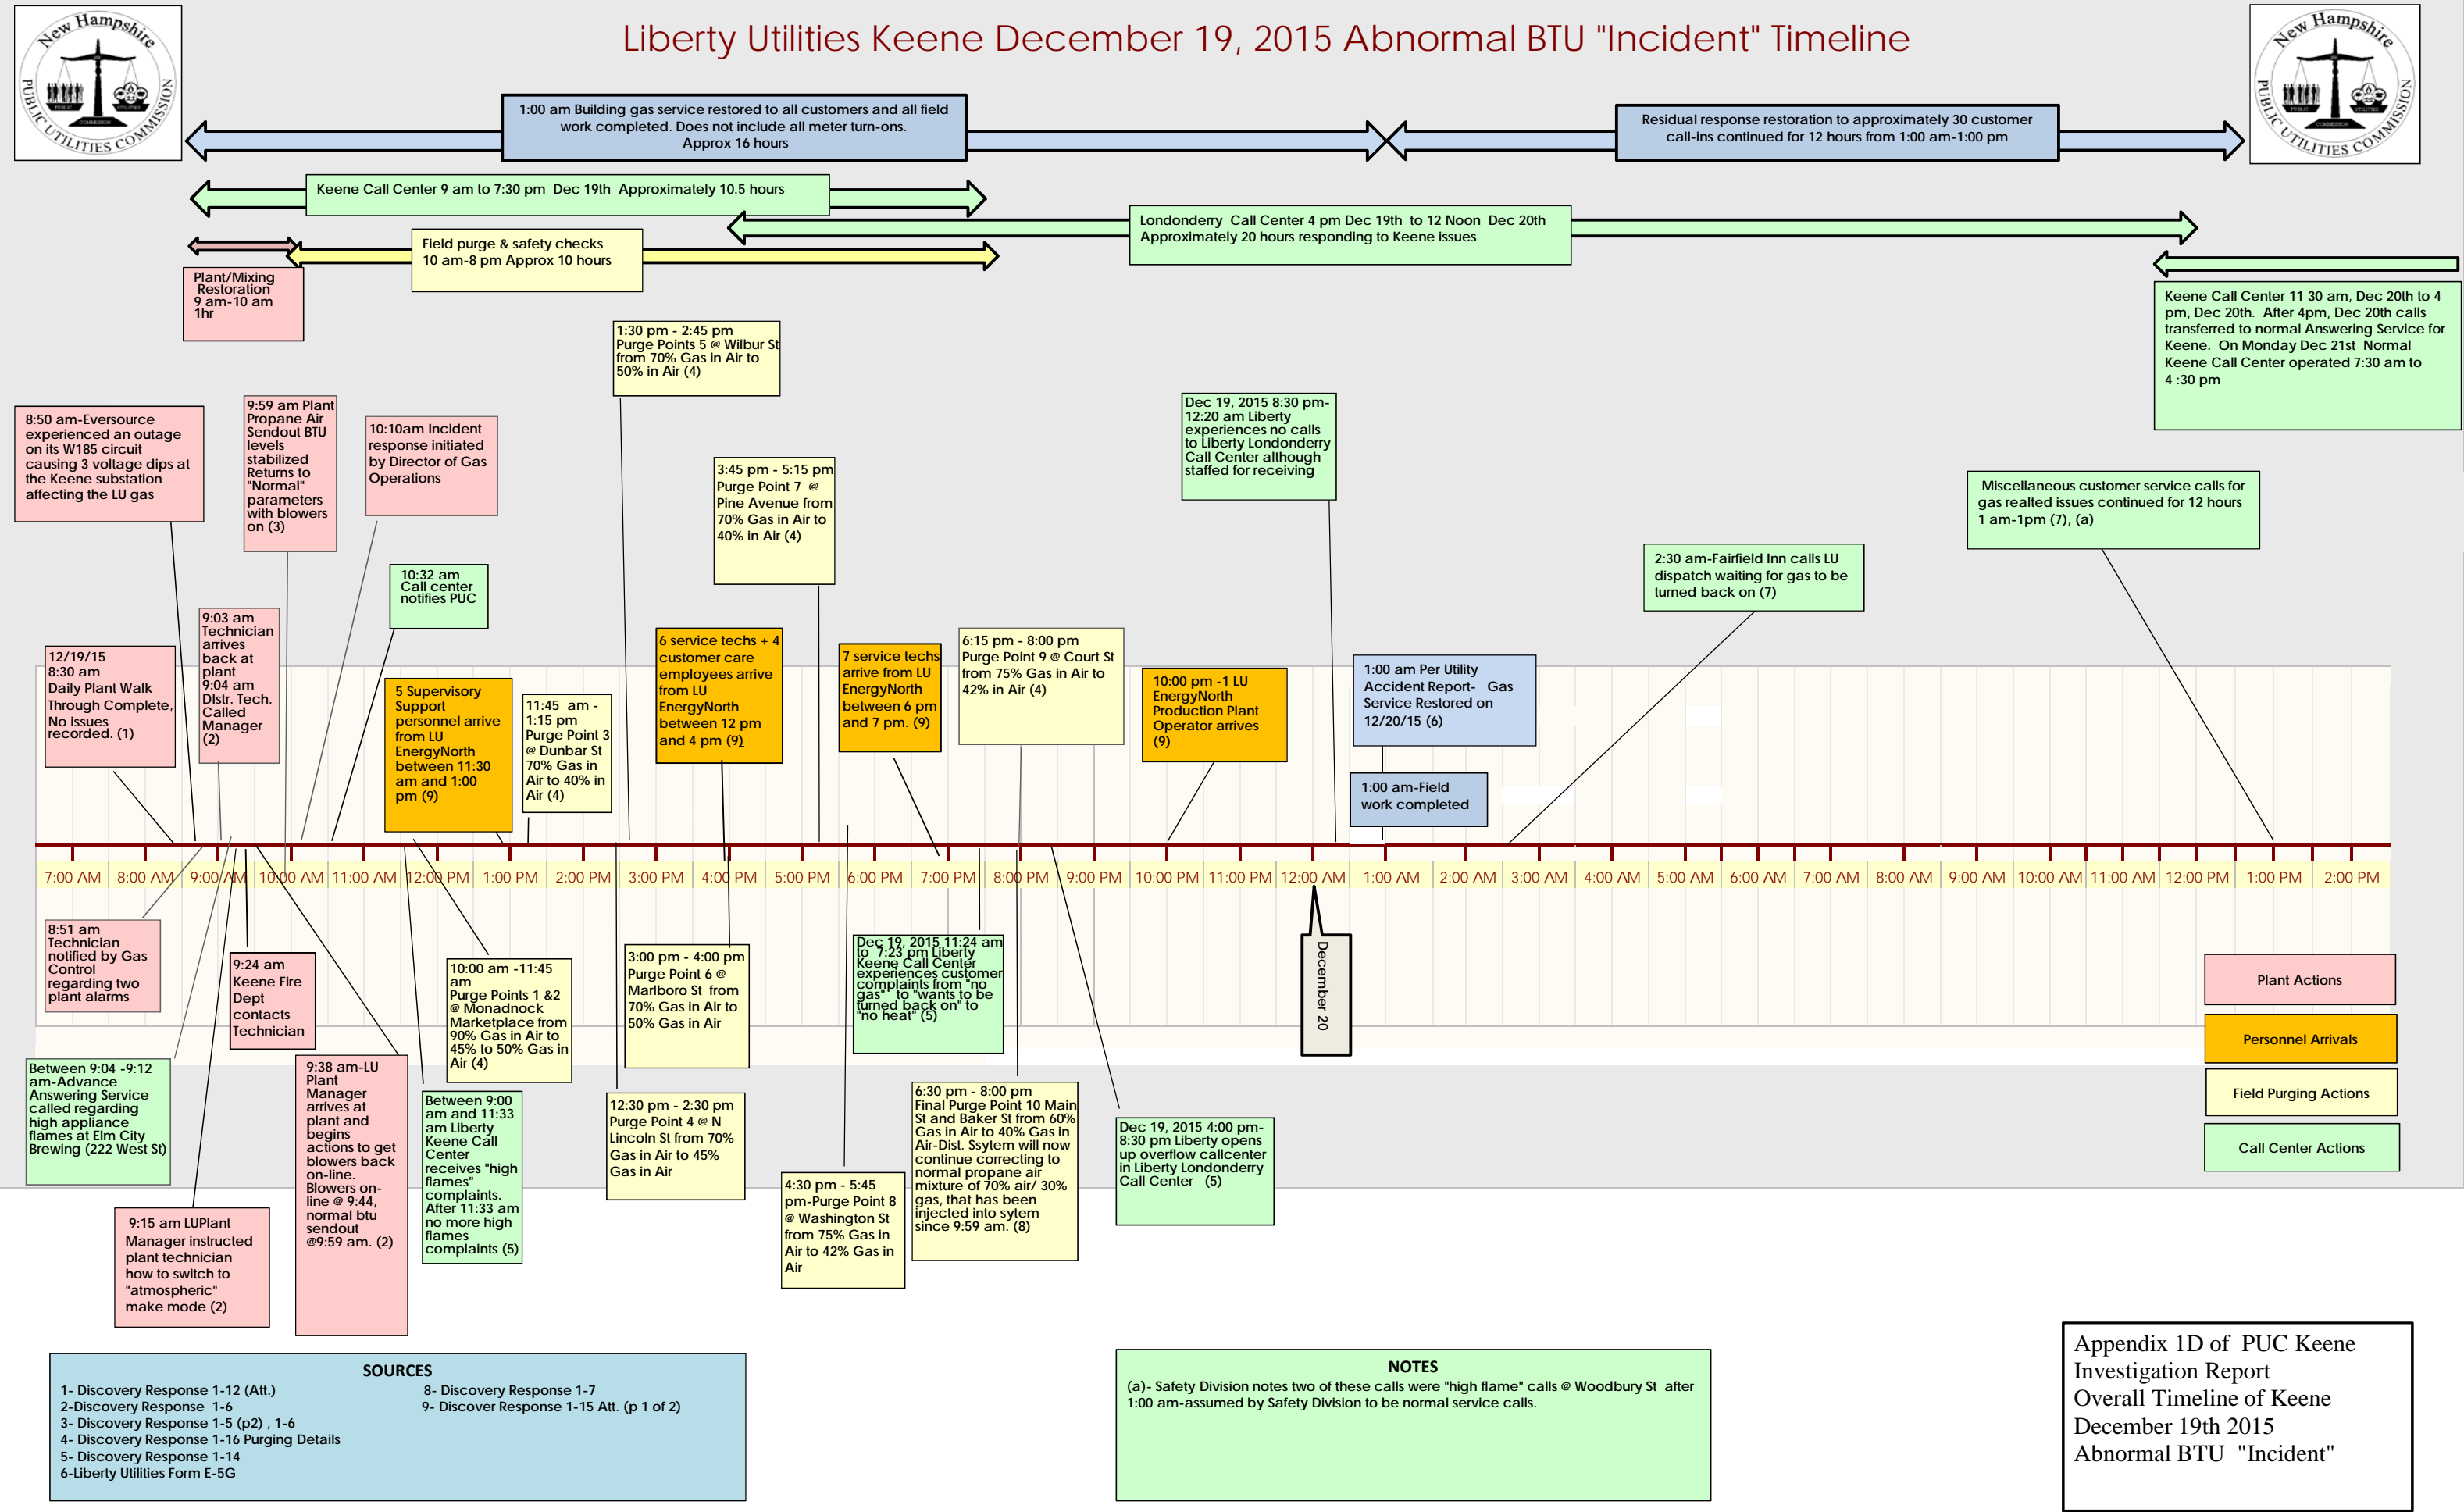 New Hampshire
PUBLIC UTILITIES COMMISSION
PUBLIC
UTILITIES
COMMISSION
Liberty Utilities Keene December 19, 2015 Abnormal BTU "Incident" Timeline
New Hampshire
PUBLIC UTILITIES COMMISSION
PUBLIC
UTILITIES
COMMISSION
1:00 am Building gas service restored to all customers and all field
work completed. Does not include all meter turn-ons.
Approx 16 hours
Residual response restoration to approximately 30 customer
call-ins continued for 12 hours from 1:00 am-1:00 pm
Keene Call Center 9 am to 7:30 pm Dec 19th Approximately 10.5 hours
Londonderry Call Center 4 pm Dec 19th to 12 Noon Dec 20th
Approximately 20 hours responding to Keene issues
Field purge & safety checks
10 am-8 pm Approx 10 hours
Plant/Mixing
Restoration
9 am-10 am
1hr
Keene Call Center 11 30 am, Dec 20th to 4
pm, Dec 20th. After 4pm, Dec 20th calls
transferred to normal Answering Service for
Keene. On Monday Dec 21st Normal
Keene Call Center operated 7:30 am to
4 :30 pm
1:30 pm - 2:45 pm
Purge Points 5 @ Wilbur St
from 70% Gas in Air to
50% in Air (4)
8:50 am-Eversource
experienced an outage
on its W185 circuit
causing 3 voltage dips at
the Keene substation
affecting the LU gas
9:59 am Plant
Propane Air
Sendout BTU
levels
stabilized
Returns to
"Normal"
parameters
with blowers
on (3)
10:10am Incident
response initiated
by Director of Gas
Operations
3:45 pm - 5:15 pm
Purge Point 7 @
Pine Avenue from
70% Gas in Air to
40% in Air (4)
Dec 19, 2015 8:30 pm-
12:20 am Liberty
experiences no calls
to Liberty Londonderry
Call Center although
staffed for receiving
Miscellaneous customer service calls for
gas realted issues continued for 12 hours
1 am-1pm (7), (a)
10:32 am
Call center
notifies PUC
2:30 am-Fairfield Inn calls LU
dispatch waiting for gas to be
turned back on (7)
12/19/15
8:30 am
Daily Plant Walk
Through Complete,
No issues
recorded. (1)
9:03 am
Technician
arrives
back at
plant
9:04 am
DIstr. Tech.
Called
Manager
(2)
5 Supervisory
Support
personnel arrive
from LU
EnergyNorth
between 11:30
am and 1:00
pm (9)
11:45 am -
1:15 pm
Purge Point 3
@ Dunbar St
70% Gas in
Air to 40% in
Air (4)
6 service techs + 4
customer care
employees arrive
from LU
EnergyNorth
between 12 pm
and 4 pm (9)
7 service techs
arrive from LU
EnergyNorth
between 6 pm
and 7 pm. (9)
6:15 pm - 8:00 pm
Purge Point 9 @ Court St
from 75% Gas in Air to
42% in Air (4)
10:00 pm -1 LU
EnergyNorth
Production Plant
Operator arrives
(9)
1:00 am Per Utility
Accident Report- Gas
Service Restored on
12/20/15 (6)
1:00 am-Field
work completed
7:00 AM 8:00 AM 9:00 AM 10:00 AM 11:00 AM 12:00 PM 1:00 PM 2:00 PM 3:00 PM 4:00 PM 5:00 PM 6:00 PM 7:00 PM 8:00 PM 9:00 PM 10:00 PM 11:00 PM 12:00 AM 1:00 AM 2:00 AM 3:00 AM 4:00 AM 5:00 AM 6:00 AM 7:00 AM 8:00 AM 9:00 AM 10:00 AM 11:00 AM 12:00 PM 1:00 PM 2:00 PM
8:51 am
Technician
notified by Gas
Control
regarding two
plant alarms
9:24 am
Keene Fire
Dept
contacts
Technician
10:00 am -11:45
am
Purge Points 1 &2
@ Monadnock
Marketplace from
90% Gas in Air to
45% to 50% Gas in
Air (4)
3:00 pm - 4:00 pm
Purge Point 6 @
Marlboro St from
70% Gas in Air to
50% Gas in Air
Dec 19, 2015 11:24 am
to 7:23 pm Liberty
Keene Call Center
experiences customer
complaints from "no
gas" to "wants to be
turned back on" to
"no heat" (5)
December 20
Plant Actions
Personnel Arrivals
Field Purging Actions
Call Center Actions
Between 9:04 -9:12
am-Advance
Answering Service
called regarding
high appliance
flames at Elm City
Brewing (222 West St)
9:38 am-LU
Plant
Manager
arrives at
plant and
begins
actions to get
blowers back
on-line.
Blowers on-
line @ 9:44,
normal btu
sendout
@9:59 am. (2)
Between 9:00
am and 11:33
am Liberty
Keene Call
Center
receives "high
flames"
complaints.
After 11:33 am
no more high
flames
complaints (5)
12:30 pm - 2:30 pm
Purge Point 4 @ N
Lincoln St from 70%
Gas in Air to 45%
Gas in Air
4:30 pm - 5:45
pm-Purge Point 8
@ Washington St
from 75% Gas in
Air to 42% Gas in
Air
6:30 pm - 8:00 pm
Final Purge Point 10 Main
St and Baker St from 60%
Gas in Air to 40% Gas in
Air-Dist. Ssytem will now
continue correcting to
normal propane air
mixture of 70% air/ 30%
gas, that has been
injected into sytem
since 9:59 am. (8)
Dec 19, 2015 4:00 pm-
8:30 pm Liberty opens
up overflow callcenter
in Liberty Londonderry
Call Center (5)
9:15 am LUPlant
Manager instructed
plant technician
how to switch to
"atmospheric"
make mode (2)
SOURCES
1- Discovery Response 1-12 (Att.)
2-Discovery Response 1-6
3- Discovery Response 1-5 (p2) , 1-6
4- Discovery Response 1-16 Purging Details
5- Discovery Response 1-14
6-Liberty Utilities Form E-5G
8- Discovery Response 1-7
9- Discover Response 1-15 Att. (p 1 of 2)
NOTES
(a)- Safety Division notes two of these calls were "high flame" calls @ Woodbury St after
1:00 am-assumed by Safety Division to be normal service calls.
Appendix 1D of PUC Keene
Investigation Report
Overall Timeline of Keene
December 19th 2015
Abnormal BTU "Incident"